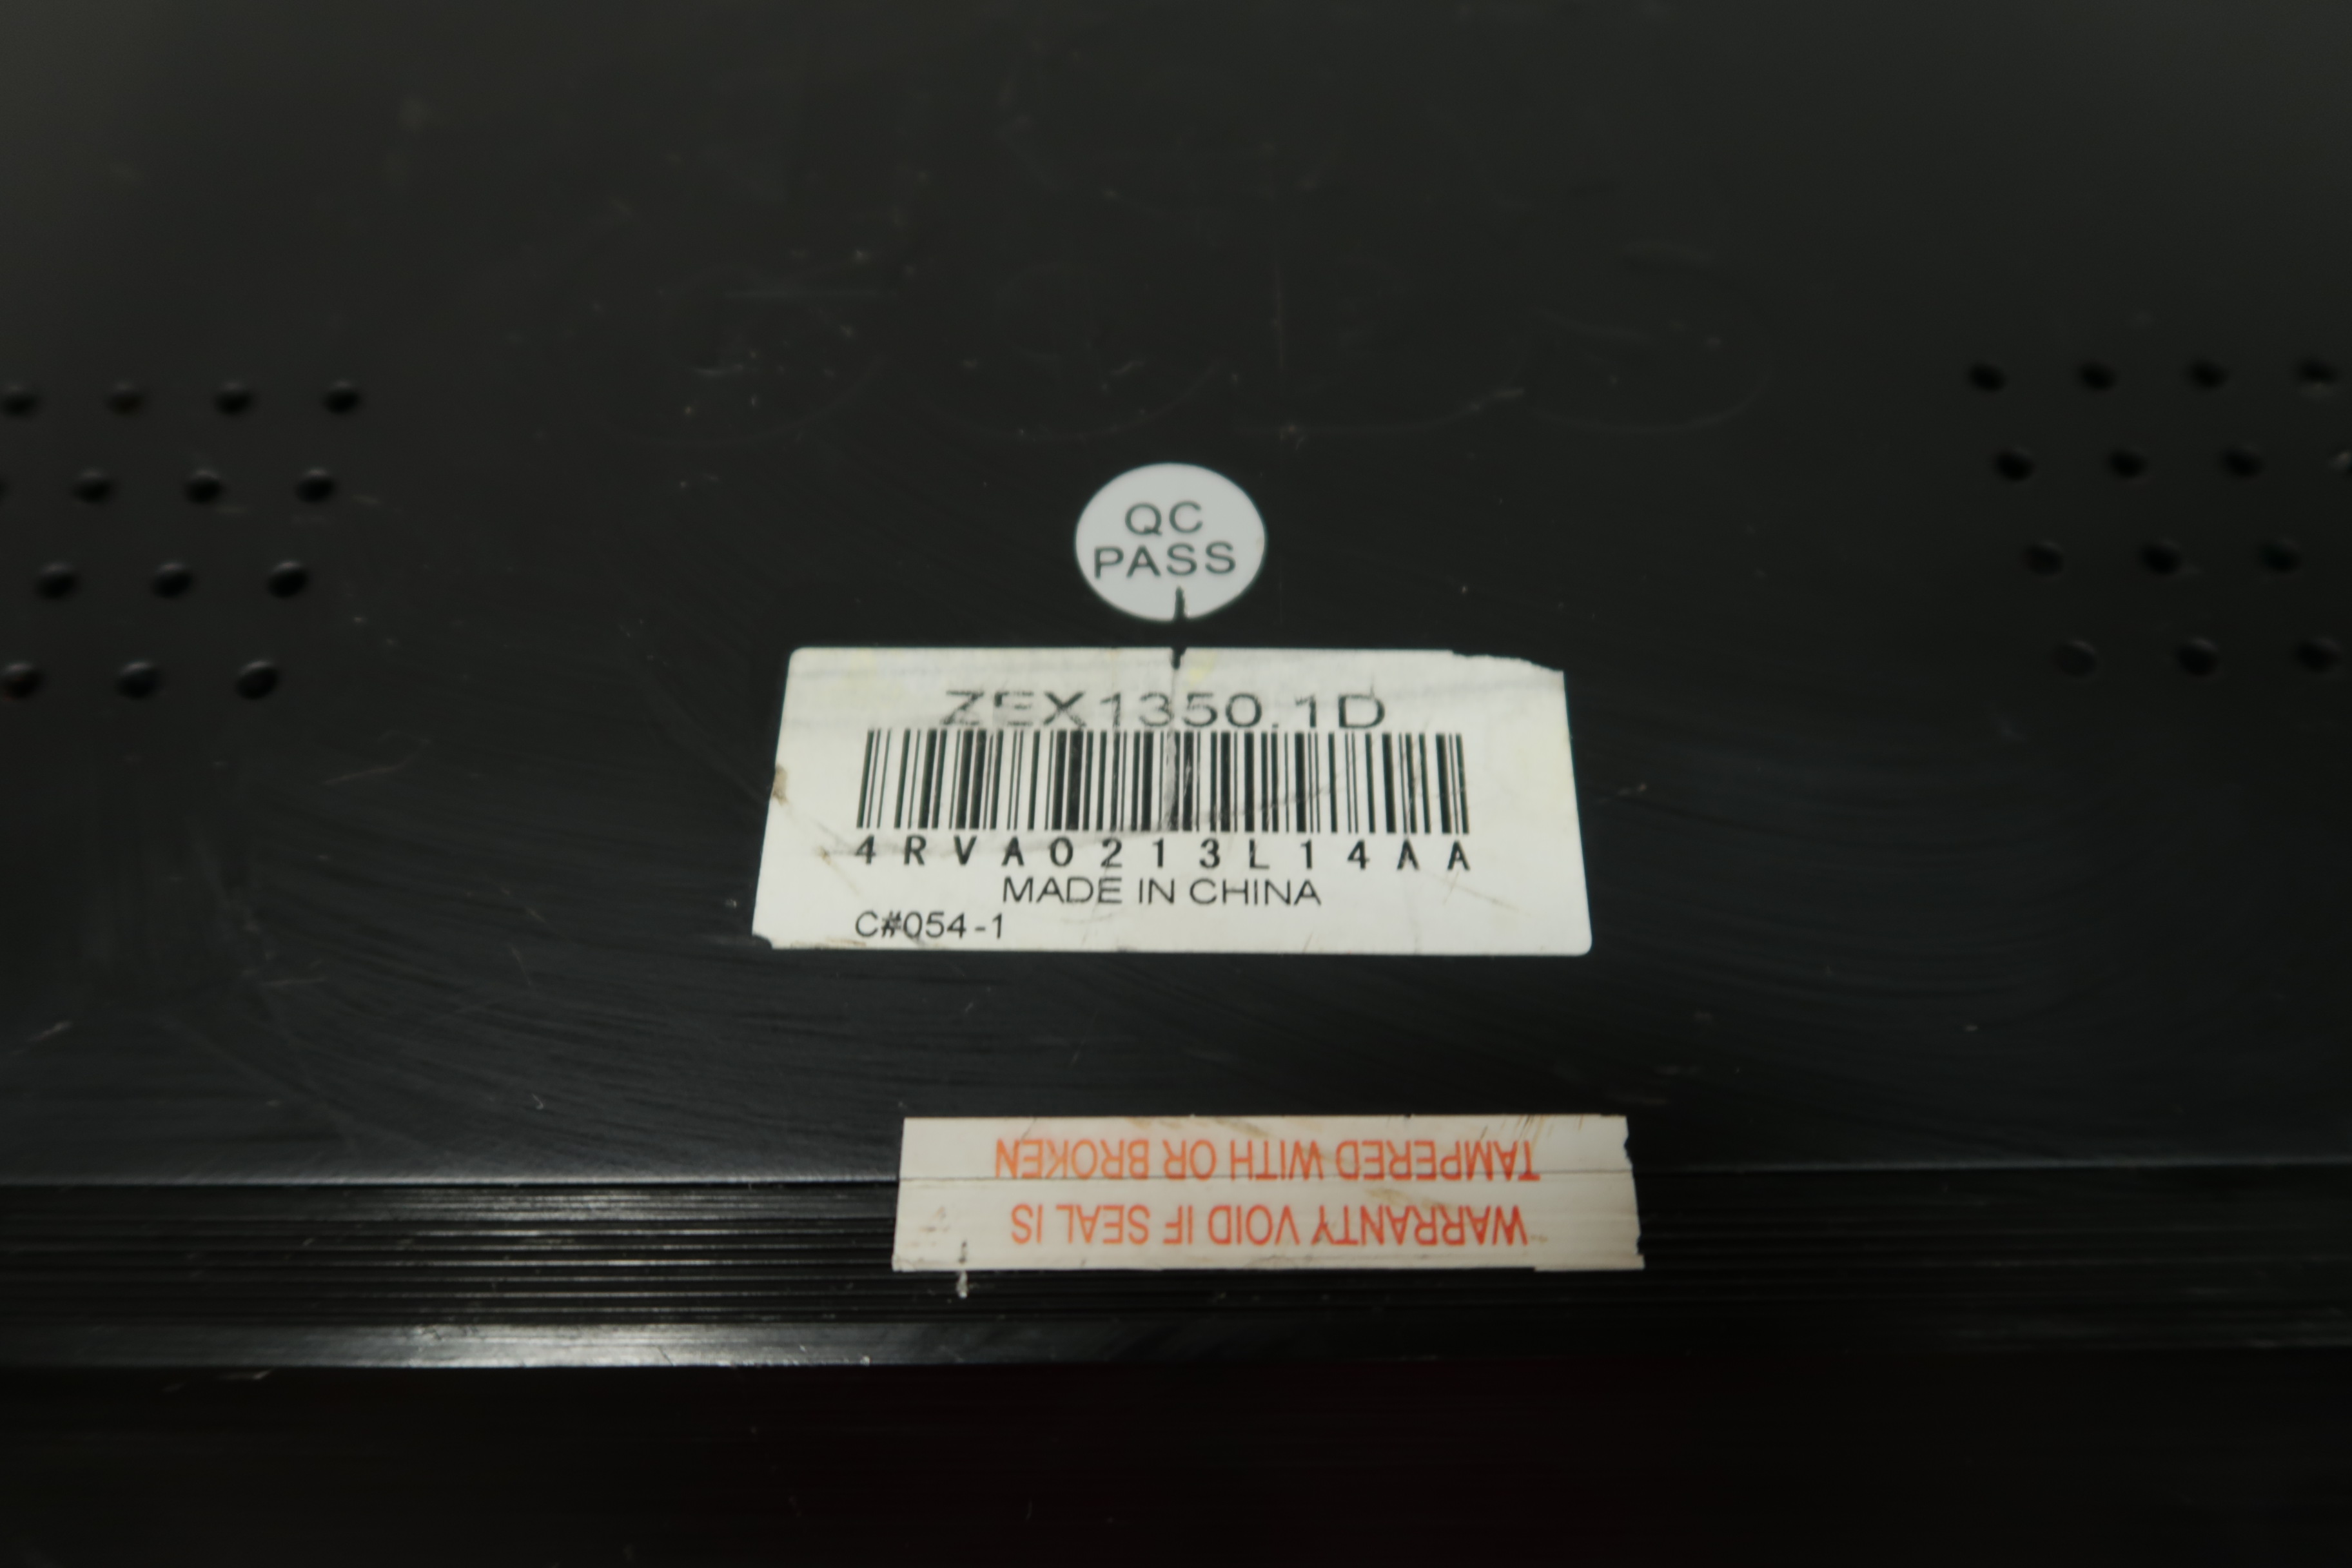 QC
PASS
ZEX1350.1D
4RVA0213L14AA
MADE IN CHINA
C#054-1
WARRANTY VOID IF SEAL IS
TAMPERED WITH OR BROKEN